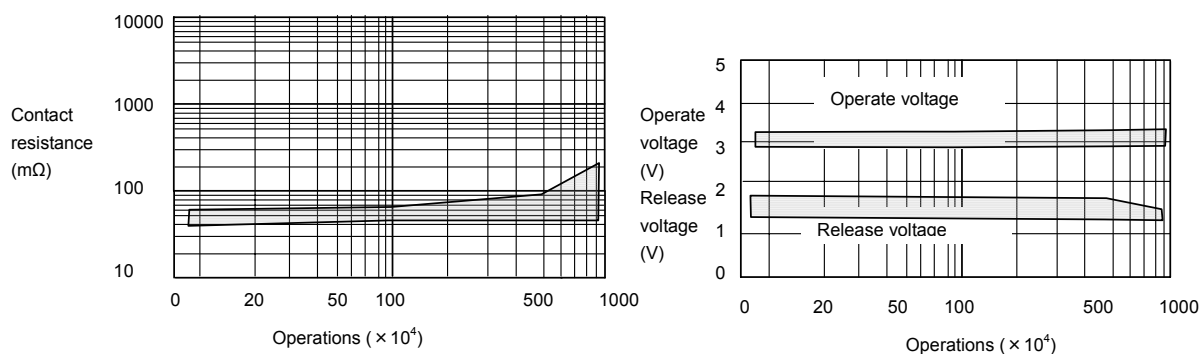 10000
1000
100
10
Contact
resistance
(mΩ)
0 20 50 100 500 1000
Operations ( × 10⁴)
5
4
3
2
1
0
Operate
voltage
(V)
Release
voltage
(V)
Operate voltage
Release voltage
0 20 50 100 500 1000
Operations ( × 10⁴)